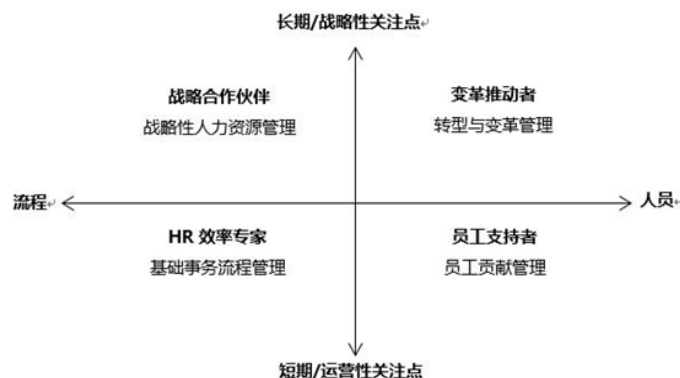 长期/战略性关注点↵
战略合作伙伴
战略性人力资源管理
变革推动者
转型与变革管理
流程↵
人员↵
HR 效率专家
基础事务流程管理
员工支持者
员工贡献管理
短期/运营性关注点